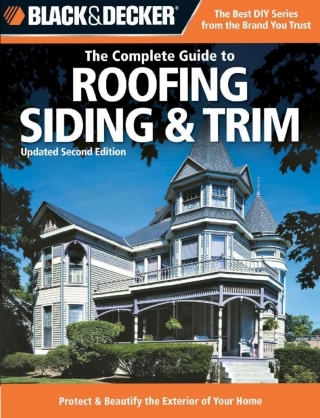 BLACK&DECKER®
The Best DIY Series
from the Brand You Trust
The Complete Guide to
ROOFING
SIDING & TRIM
Updated Second Edition
Protect & Beautify the Exterior of Your Home